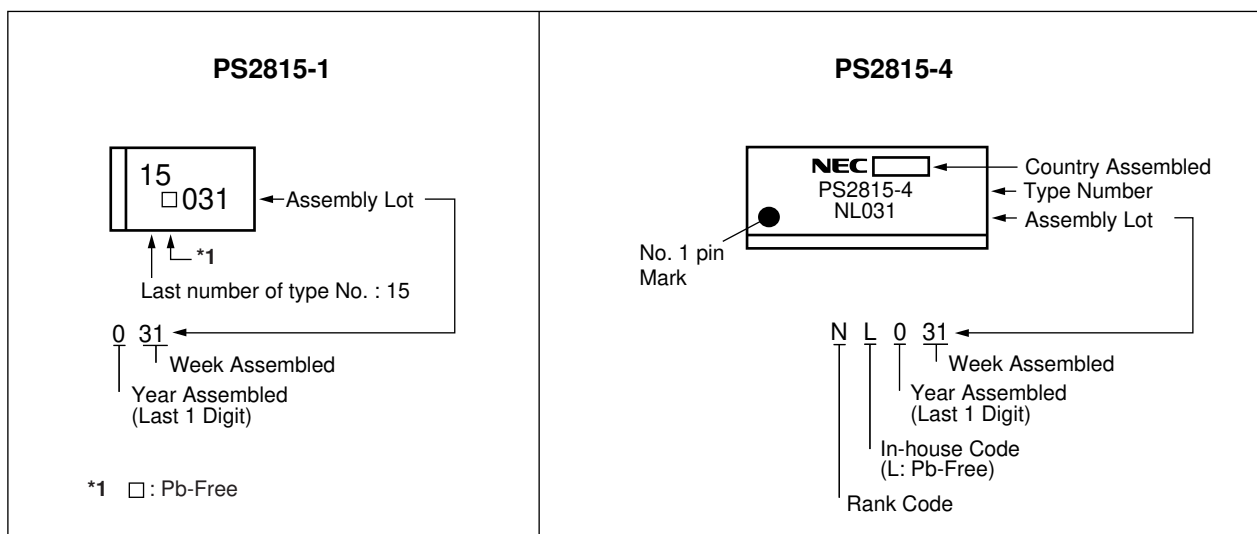 PS2815-1
15
□031
Assembly Lot
*1
Last number of type No. : 15
0 31
Week Assembled
Year Assembled
(Last 1 Digit)
*1 □ : Pb-Free
PS2815-4
NEC
Country Assembled
PS2815-4
Type Number
NL031
Assembly Lot
No. 1 pin
Mark
N L 0 31
Week Assembled
Year Assembled
(Last 1 Digit)
In-house Code
(L: Pb-Free)
Rank Code